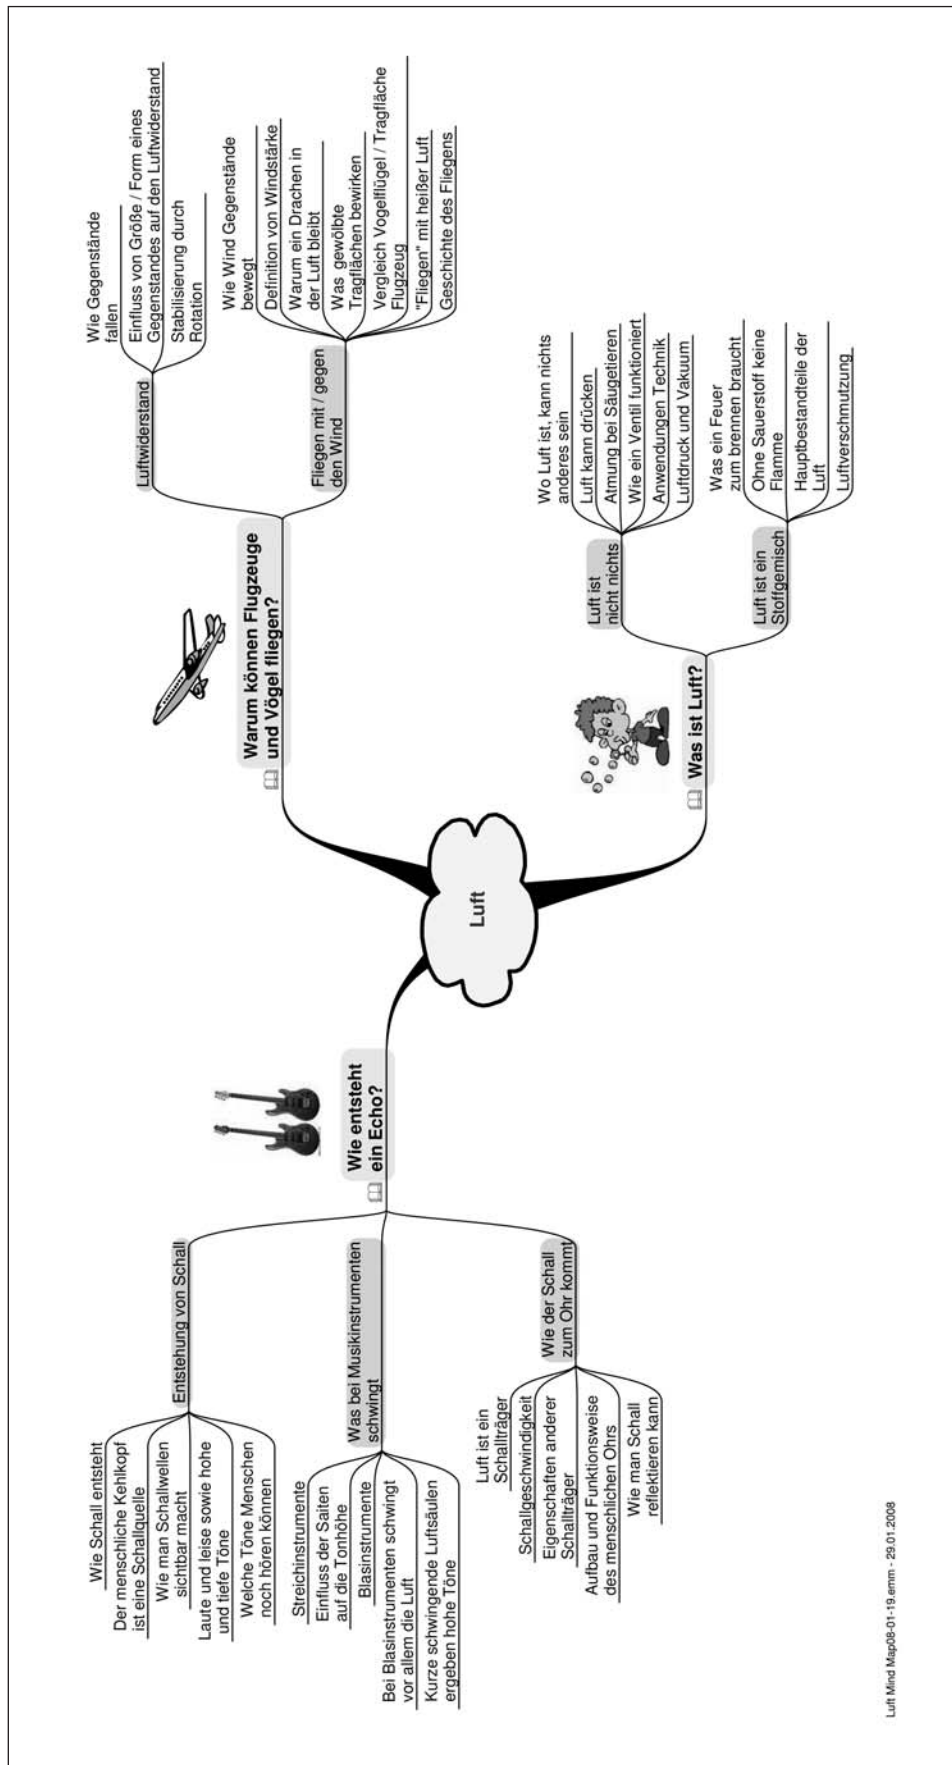 Luft
Warum können Flugzeuge
und Vögel fliegen?
Luftwiderstand
Wie Gegenstände
fallen
Einfluss von Größe / Form eines
Gegenstandes auf den Luftwiderstand
Stabilisierung durch
Rotation
Fliegen mit / gegen
den Wind
Wie Wind Gegenstände
bewegt
Definition von Windstärke
Warum ein Drachen in
der Luft bleibt
Was gewölbte
Tragflächen bewirken
Vergleich Vogelflügel / Tragfläche
Flugzeug
"Fliegen" mit heißer Luft
Geschichte des Fliegens
Was ist Luft?
Luft ist
nicht nichts
Wo Luft ist, kann nichts
anderes sein
Luft kann drücken
Atmung bei Säugetieren
Wie ein Ventil funktioniert
Anwendungen Technik
Luftdruck und Vakuum
Luft ist ein
Stoffgemisch
Was ein Feuer
zum brennen braucht
Ohne Sauerstoff keine
Flamme
Hauptbestandteile der
Luft
Luftverschmutzung
Wie entsteht
ein Echo?
Entstehung von Schall
Wie Schall entsteht
Der menschliche Kehlkopf
ist eine Schallquelle
Wie man Schallwellen
sichtbar macht
Laute und leise sowie hohe
und tiefe Töne
Welche Töne Menschen
noch hören können
Was bei Musikinstrumenten
schwingt
Streichinstrumente
Einfluss der Saiten
auf die Tonhöhe
Blasinstrumente
Bei Blasinstrumenten schwingt
vor allem die Luft
Kurze schwingende Luftsäulen
ergeben hohe Töne
Wie der Schall
zum Ohr kommt
Luft ist ein
Schallträger
Schallgeschwindigkeit
Eigenschaften anderer
Schallträger
Aufbau und Funktionsweise
des menschlichen Ohrs
Wie man Schall
reflektieren kann
Luft Mind Map08-01-19.emm - 29.01.2008